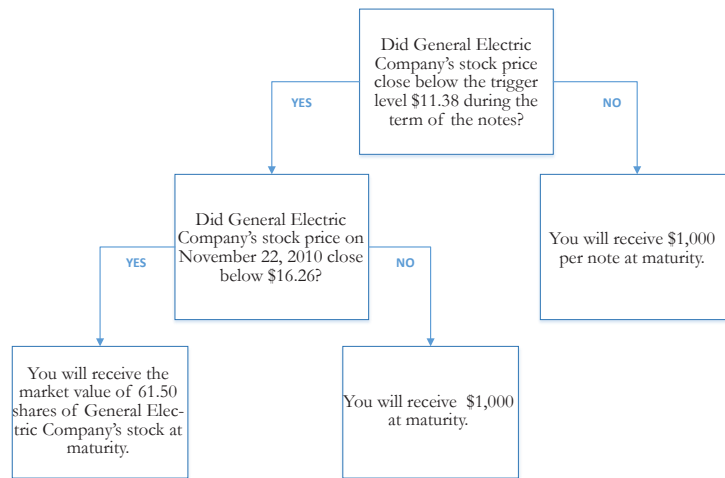 Did General Electric
Company's stock price
close below the trigger
level $11.38 during the
term of the notes?
YES
NO
Did General Electric
Company's stock price on
November 22, 2010 close
below $16.26?
You will receive $1,000
per note at maturity.
YES
NO
You will receive the
market value of 61.50
shares of General Elec-
tric Company's stock at
maturity.
You will receive $1,000
at maturity.